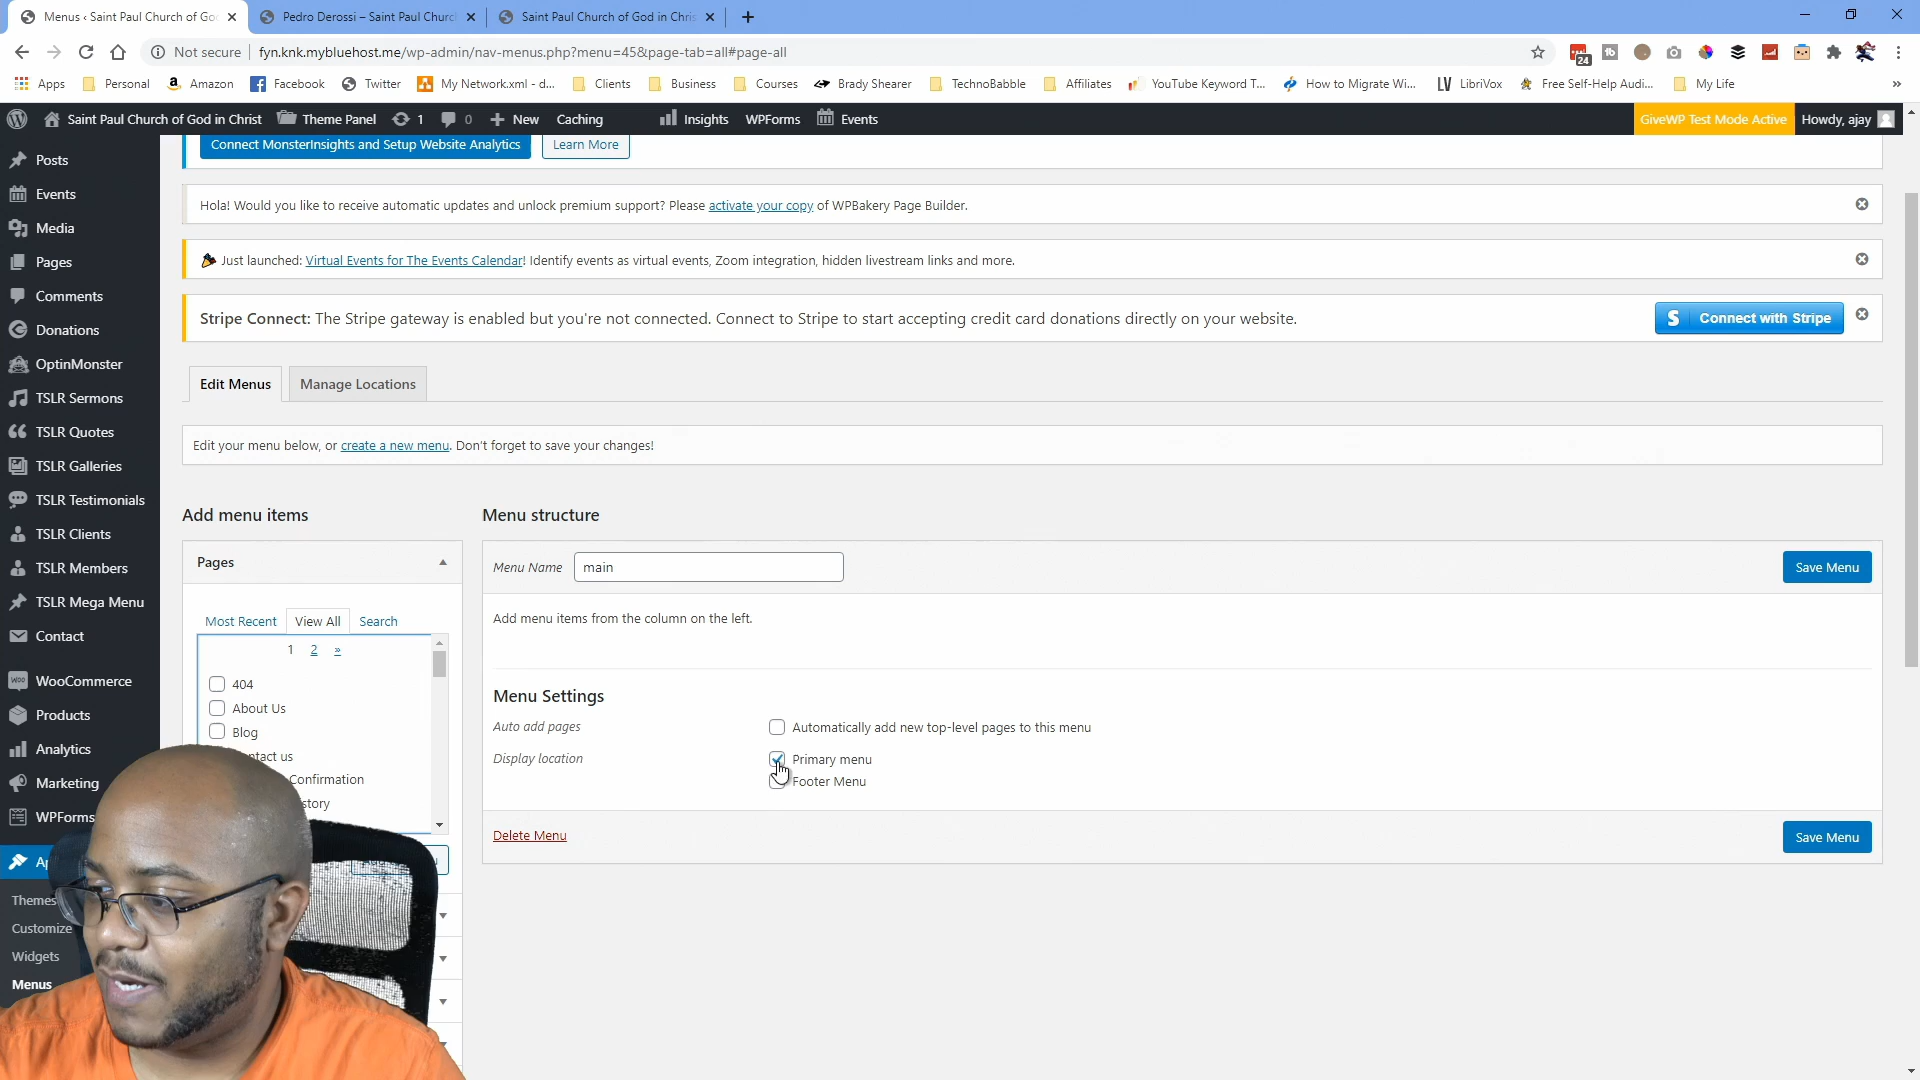 Menus ‹ Saint Paul Church of Go
Pedro Derossi – Saint Paul Church
Saint Paul Church of God in Chris
Not secure
fyn.knk.mybluehost.me/wp-admin/nav-menus.php?menu=45&page-tab=all#page-all
24
Apps
Personal
Amazon
Facebook
Twitter
My Network.xml - d...
Clients
Business
Courses
Brady Shearer
TechnoBabble
Affiliates
YouTube Keyword T...
How to Migrate Wi...
LibriVox
Free Self-Help Audi...
My Life
»
Saint Paul Church of God in Christ
Theme Panel
1
0
New
Caching
Insights
WPForms
Events
GiveWP Test Mode Active
Howdy, ajay
Posts
Events
Media
Pages
Comments
Donations
OptinMonster
TSLR Sermons
TSLR Quotes
TSLR Galleries
TSLR Testimonials
TSLR Clients
TSLR Members
TSLR Mega Menu
Contact
WooCommerce
Products
Analytics
Marketing
WPForms
Ap
Themes
Customize
Widgets
Menus
Connect MonsterInsights and Setup Website Analytics
Learn More
Hola! Would you like to receive automatic updates and unlock premium support? Please activate your copy of WPBakery Page Builder.
Just launched: Virtual Events for The Events Calendar! Identify events as virtual events, Zoom integration, hidden livestream links and more.
Stripe Connect: The Stripe gateway is enabled but you're not connected. Connect to Stripe to start accepting credit card donations directly on your website.
S Connect with Stripe
Edit Menus
Manage Locations
Edit your menu below, or create a new menu. Don't forget to save your changes!
Add menu items
Pages
Most Recent
View All
Search
1 2 »
404
About Us
Blog
ntact us
Confirmation
story
Menu structure
Menu Name
main
Save Menu
Add menu items from the column on the left.
Menu Settings
Auto add pages
Automatically add new top-level pages to this menu
Display location
Primary menu
Footer Menu
Delete Menu
Save Menu